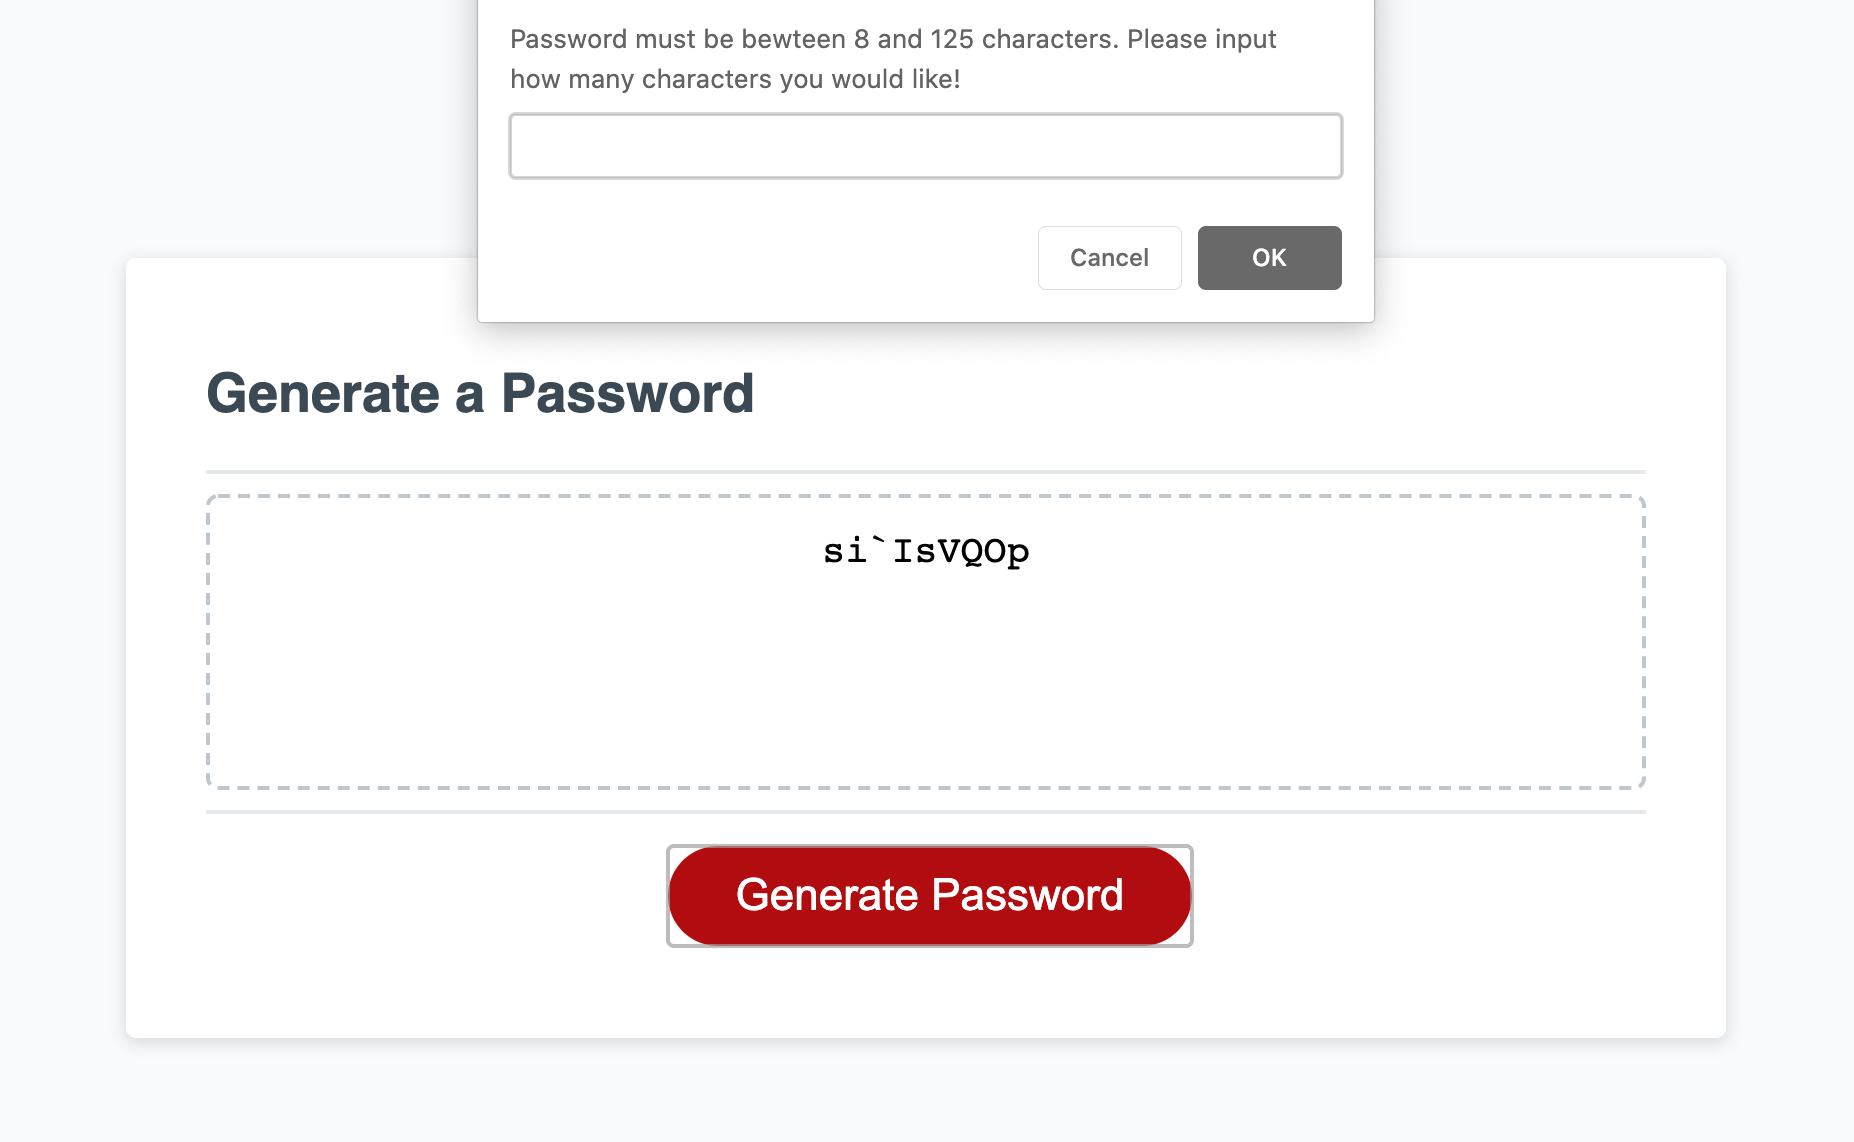 Password must be bewteen 8 and 125 characters. Please input
how many characters you would like!
Cancel
OK
Generate a Password
si`IsVQOp
Generate Password